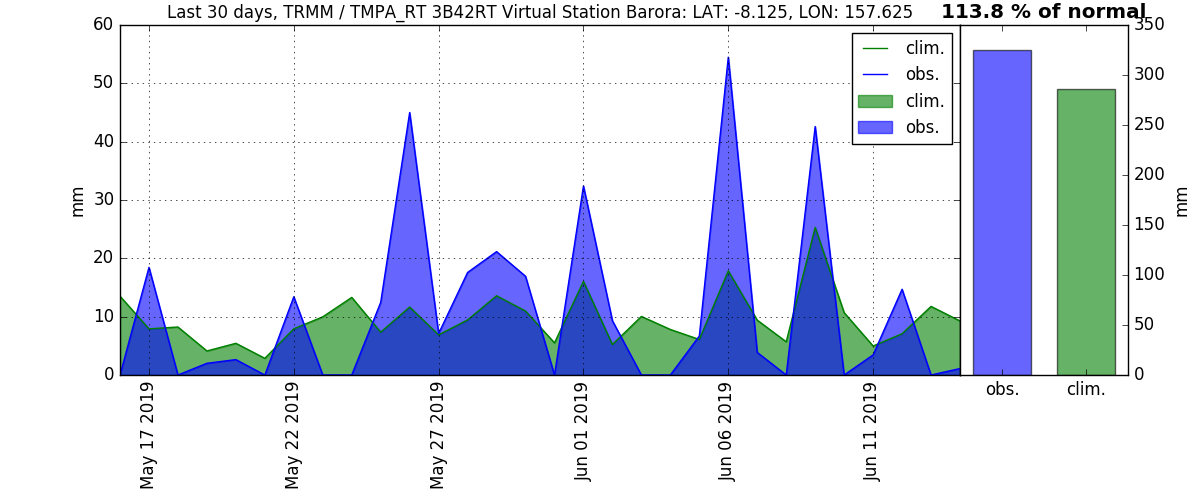 Last 30 days, TRMM / TMPA_RT 3B42RT Virtual Station Barora: LAT: -8.125, LON: 157.625
113.8 % of normal
60
50
40
30
20
10
0
mm
clim.
obs.
clim.
obs.
350
300
250
200
150
100
50
0
mm
May 17 2019
May 22 2019
May 27 2019
Jun 01 2019
Jun 06 2019
Jun 11 2019
obs.
clim.